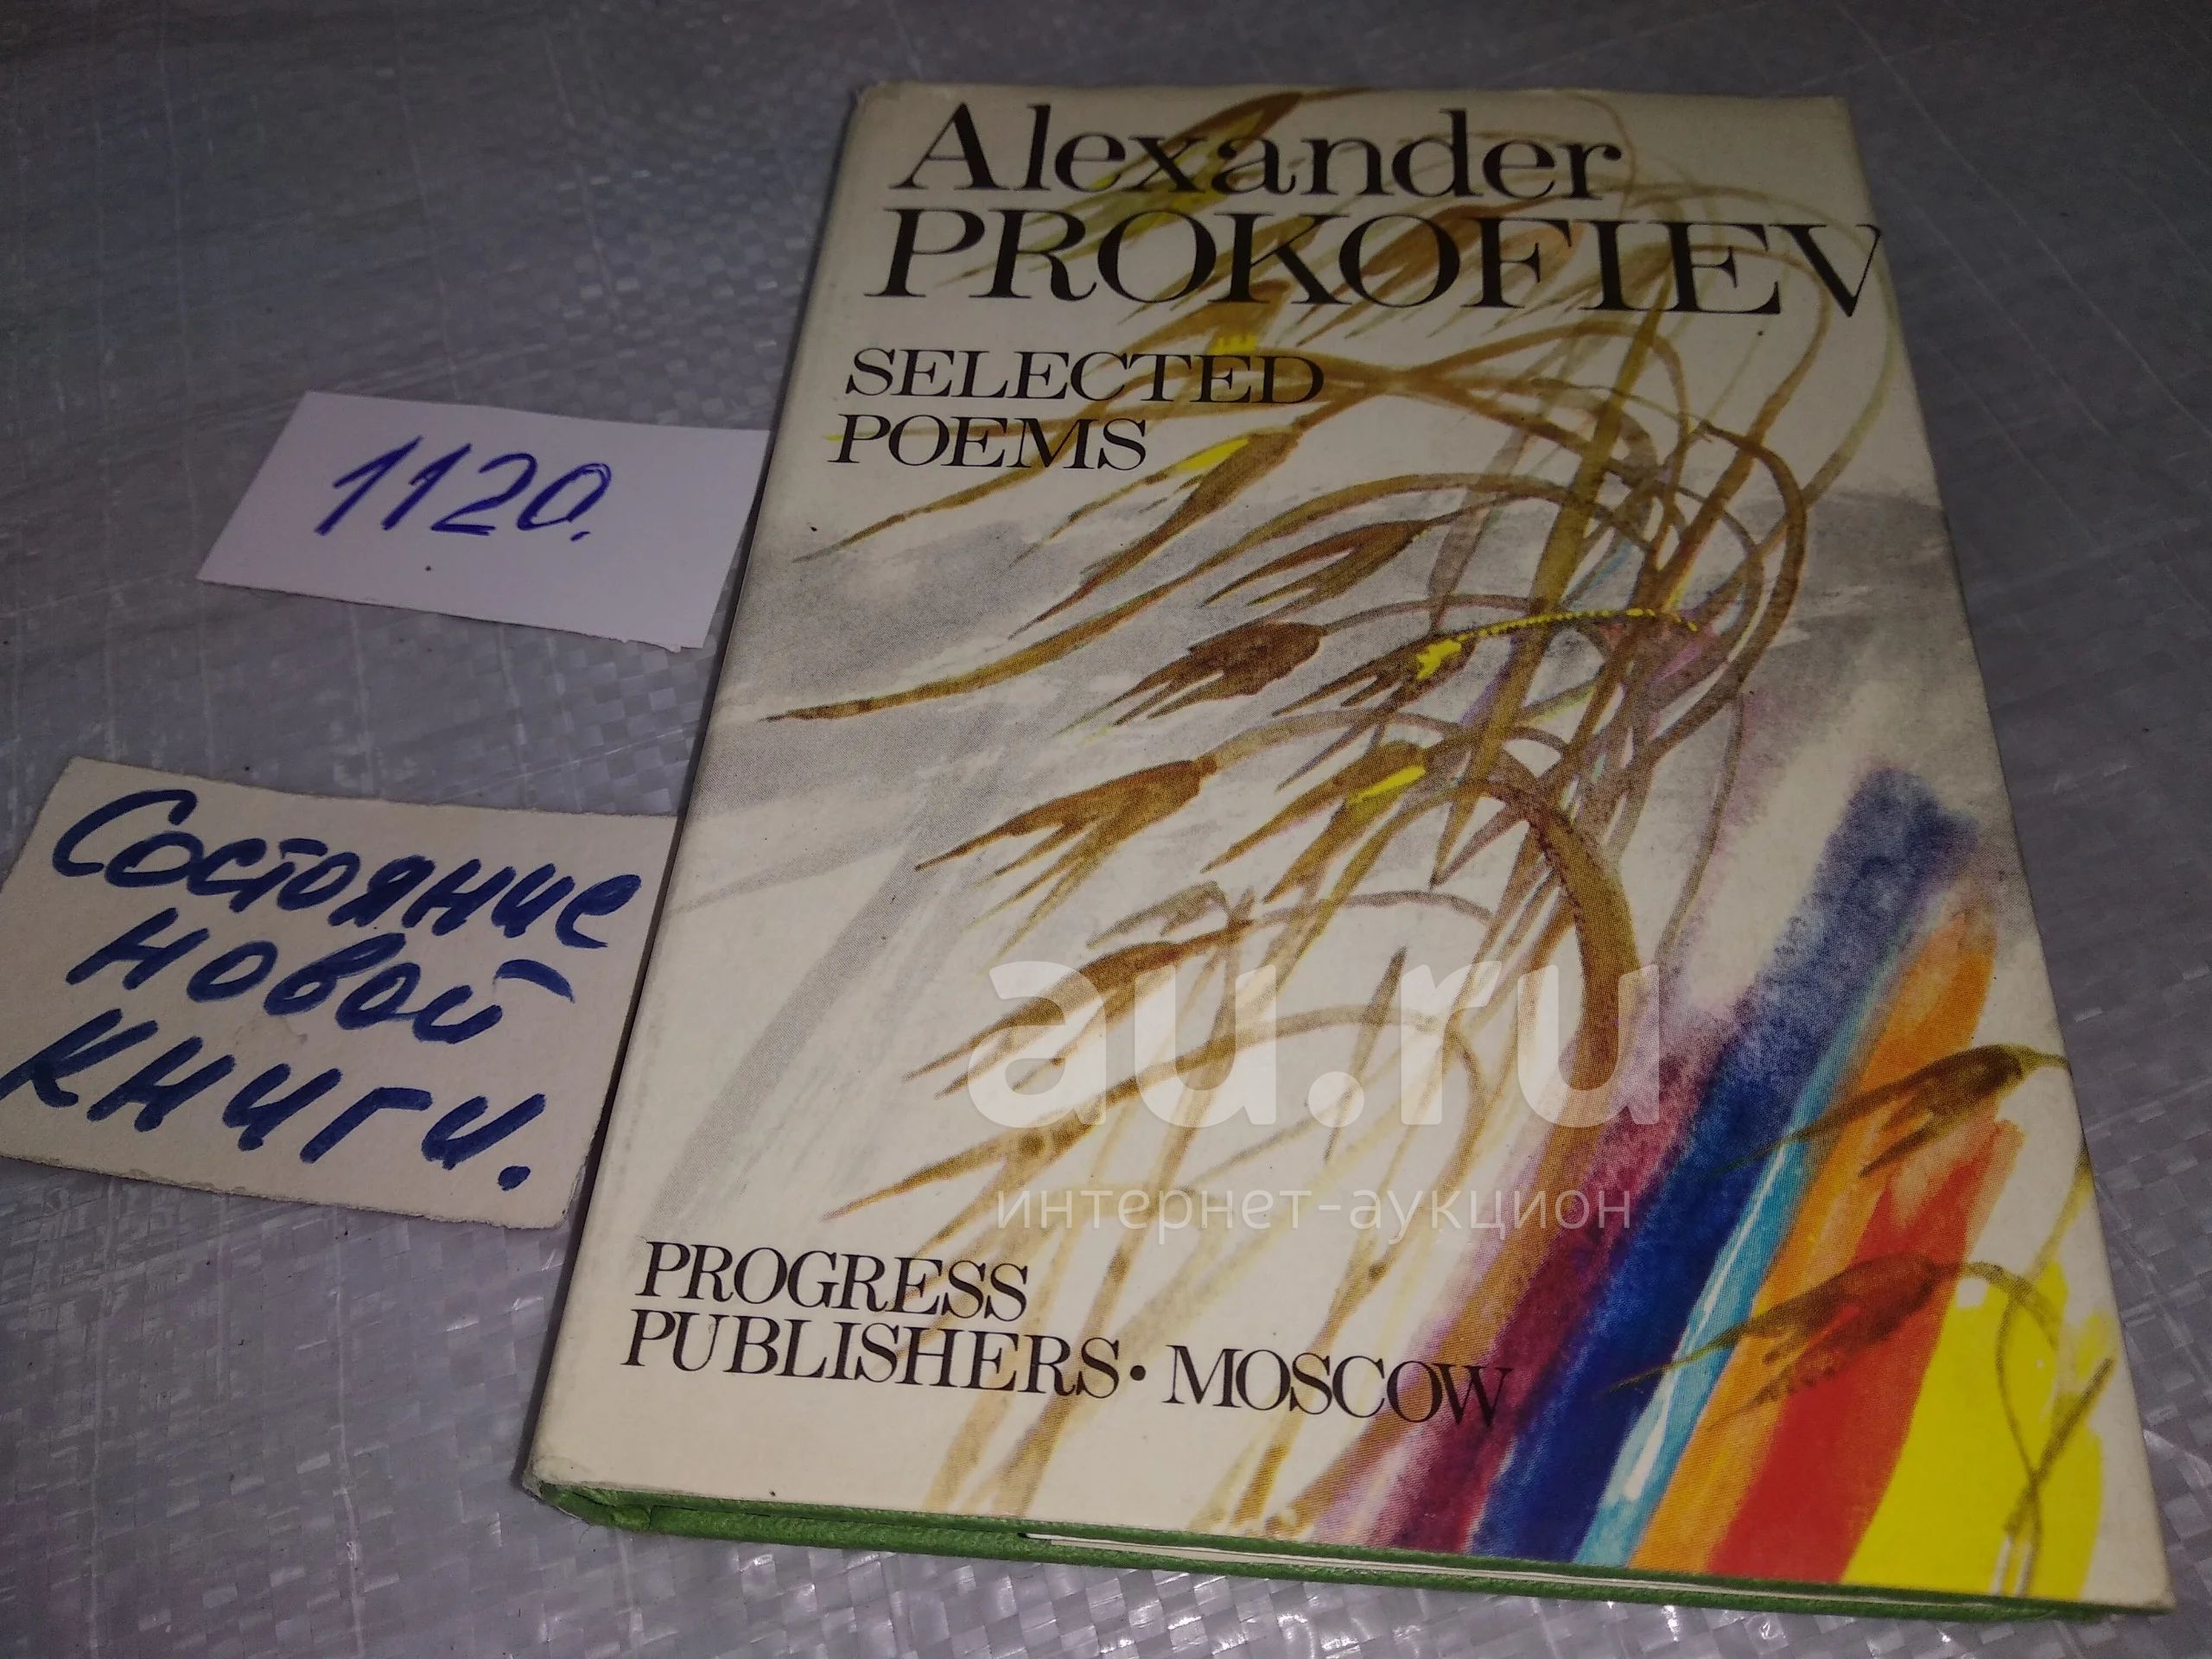 Alexander
PROKOFIEV
SELECTED
POEMS
1120.
Состояние
новой
книги.
au.ru
интернет-аукцион
PROGRESS
PUBLISHERS • MOSCOW